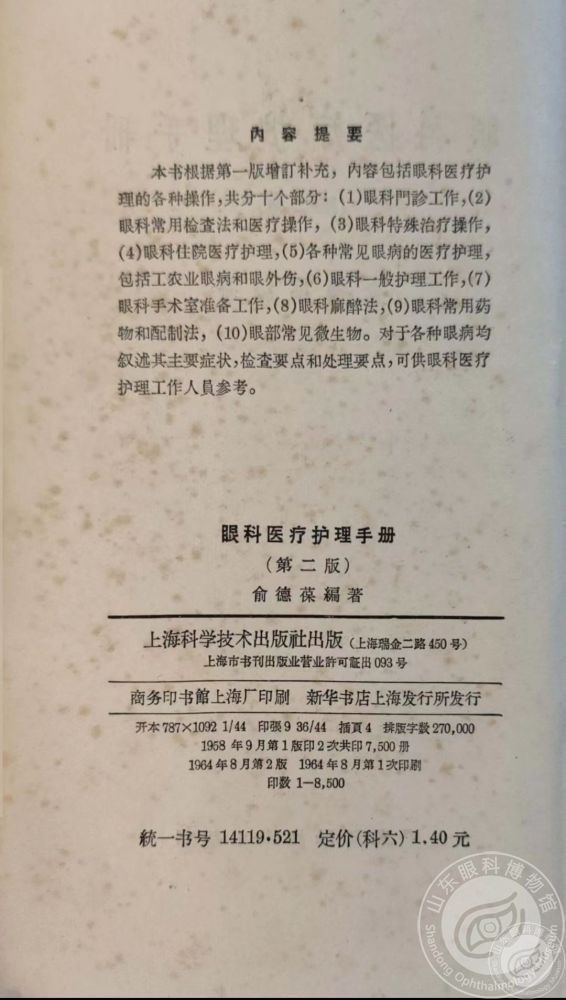 內容提要
本书根据第一版增訂补充，內容包括眼科医疗护
理的各种操作，共分十个部分：(1)眼科門診工作，(2)
眼科常用检查法和医疗操作，(3)眼科特殊治疗操作，
(4)眼科住院医疗护理，(5)各种常见眼病的医疗护理，
包括工农业眼病和眼外伤，(6)眼科一般护理工作，(7)
眼科手术室准备工作，(8)眼科麻醉法，(9)眼科常用药
物和配制法，(10)眼部常见微生物。对于各种眼病均
叙述其主要症状，检查要点和处理要点，可供眼科医疗
护理工作人員参考。
眼科医疗护理手册
(第二版)
俞德葆編著
上海科学技术出版社出版（上海瑞金二路450号）
上海市书刊出版业营业許可証出093号
商务印书館上海厂印刷 新华书店上海发行所发行
开本787×1092 1/44 印張9 36/44 插頁4 排版字数270,000
1958年9月第1版印2次共印7,500册
1964年8月第2版 1964年8月第1次印刷
印数1—8,500
統一书号 14119·521 定价(科六) 1.40元
山东眼科博物馆
Shandong Ophthalmology Museum